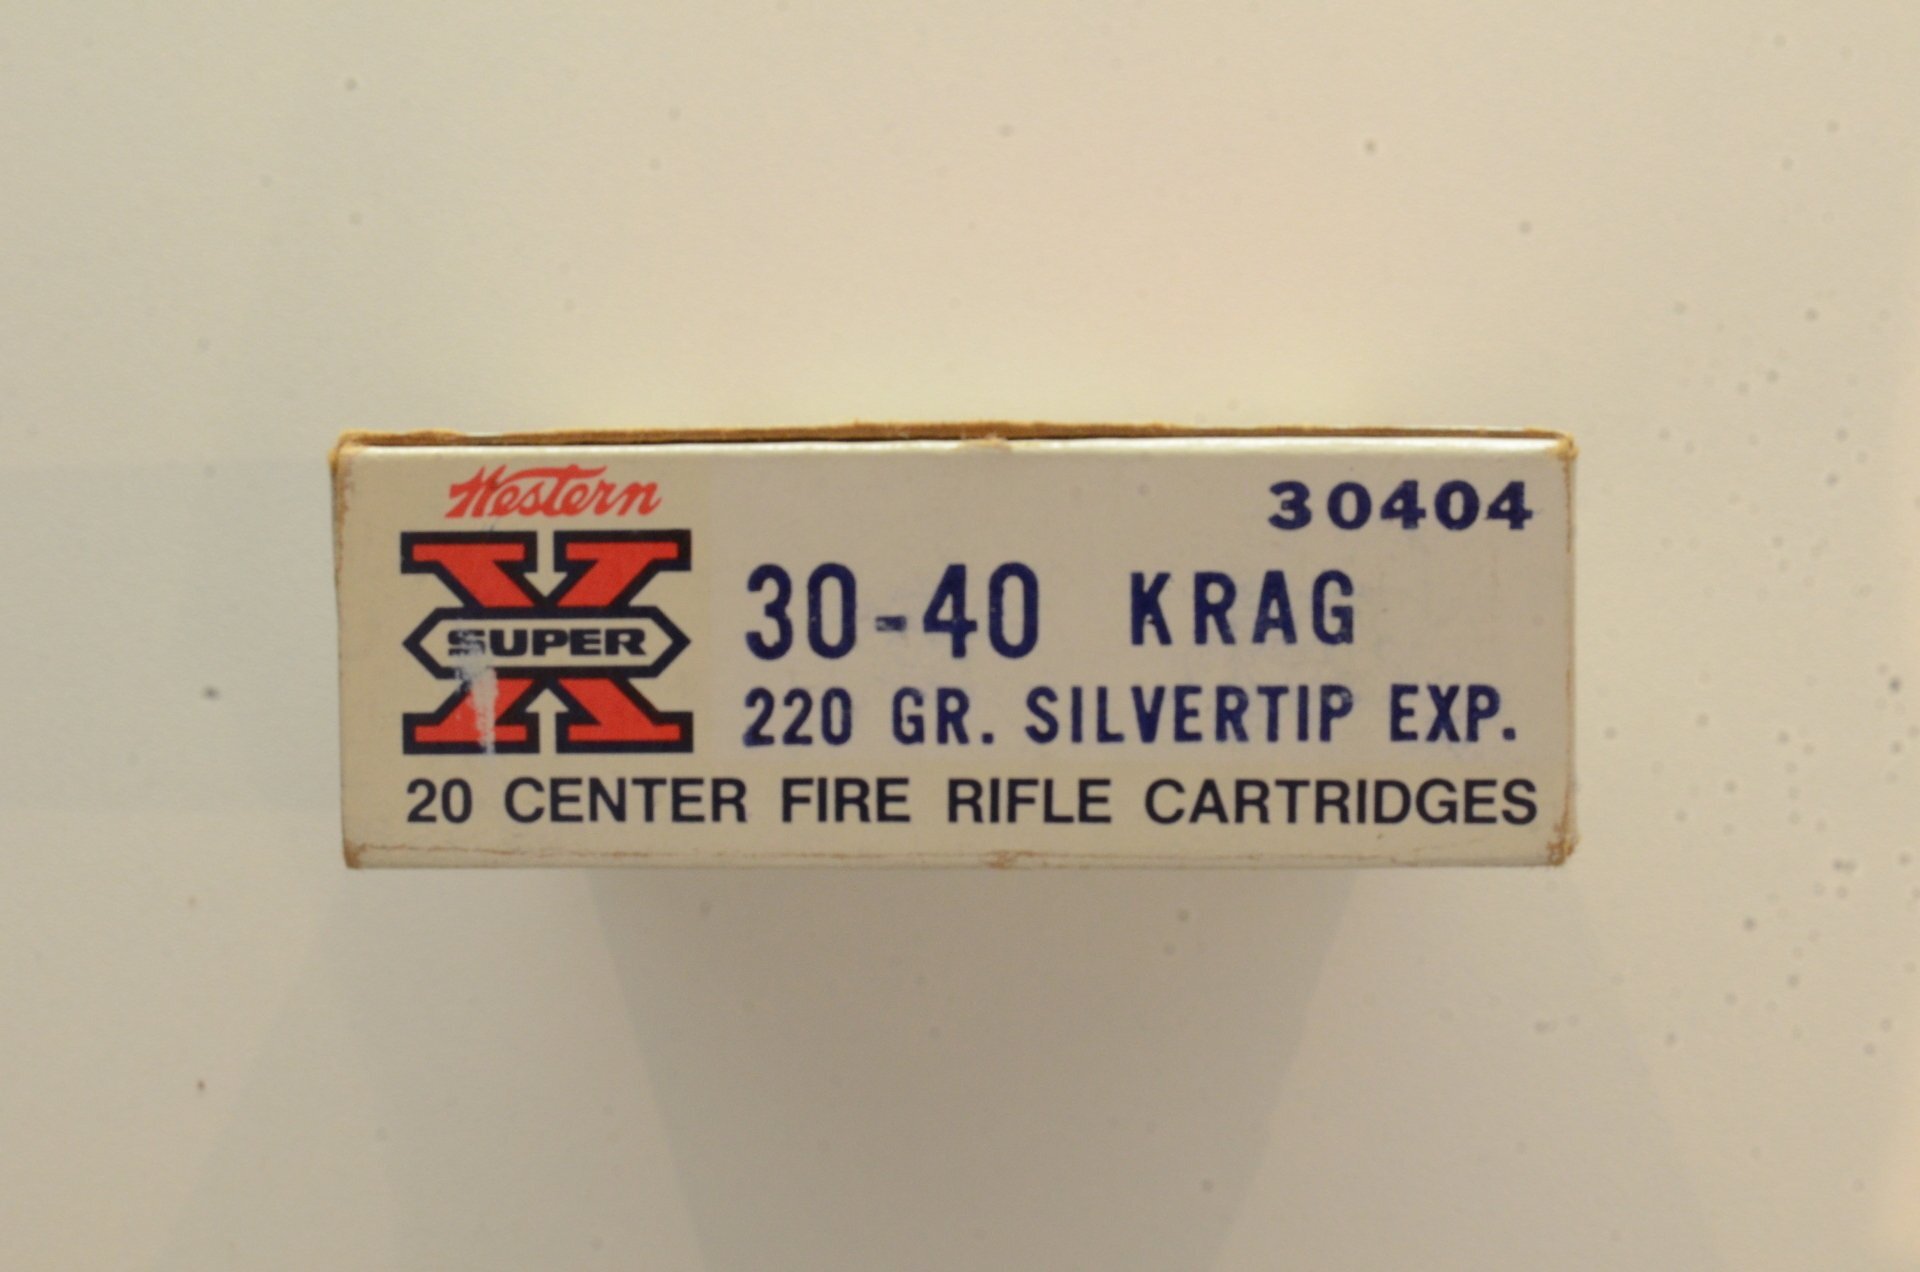 Western
30404
X
SUPER
30-40 KRAG
220 GR. SILVERTIP EXP.
20 CENTER FIRE RIFLE CARTRIDGES